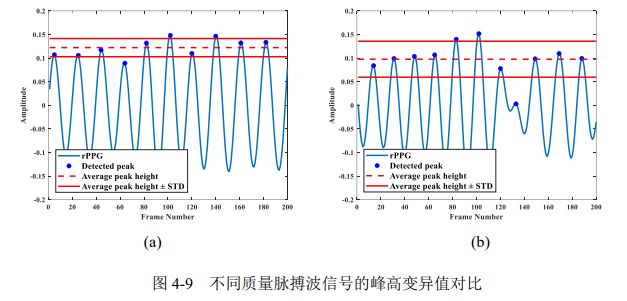 0.2
0.15
0.1
0.05
0
-0.05
-0.1
-0.15
-0.2
Amplitude
rPPG
Detected peak
Average peak height
Average peak height ± STD
0 20 40 60 80 100 120 140 160 180 200
Frame Number
(a)
0.2
0.15
0.1
0.05
0
-0.05
-0.1
-0.15
-0.2
Amplitude
rPPG
Detected peak
Average peak height
Average peak height ± STD
0 20 40 60 80 100 120 140 160 180 200
Frame Number
(b)
图 4-9 不同质量脉搏波信号的峰高变异值对比